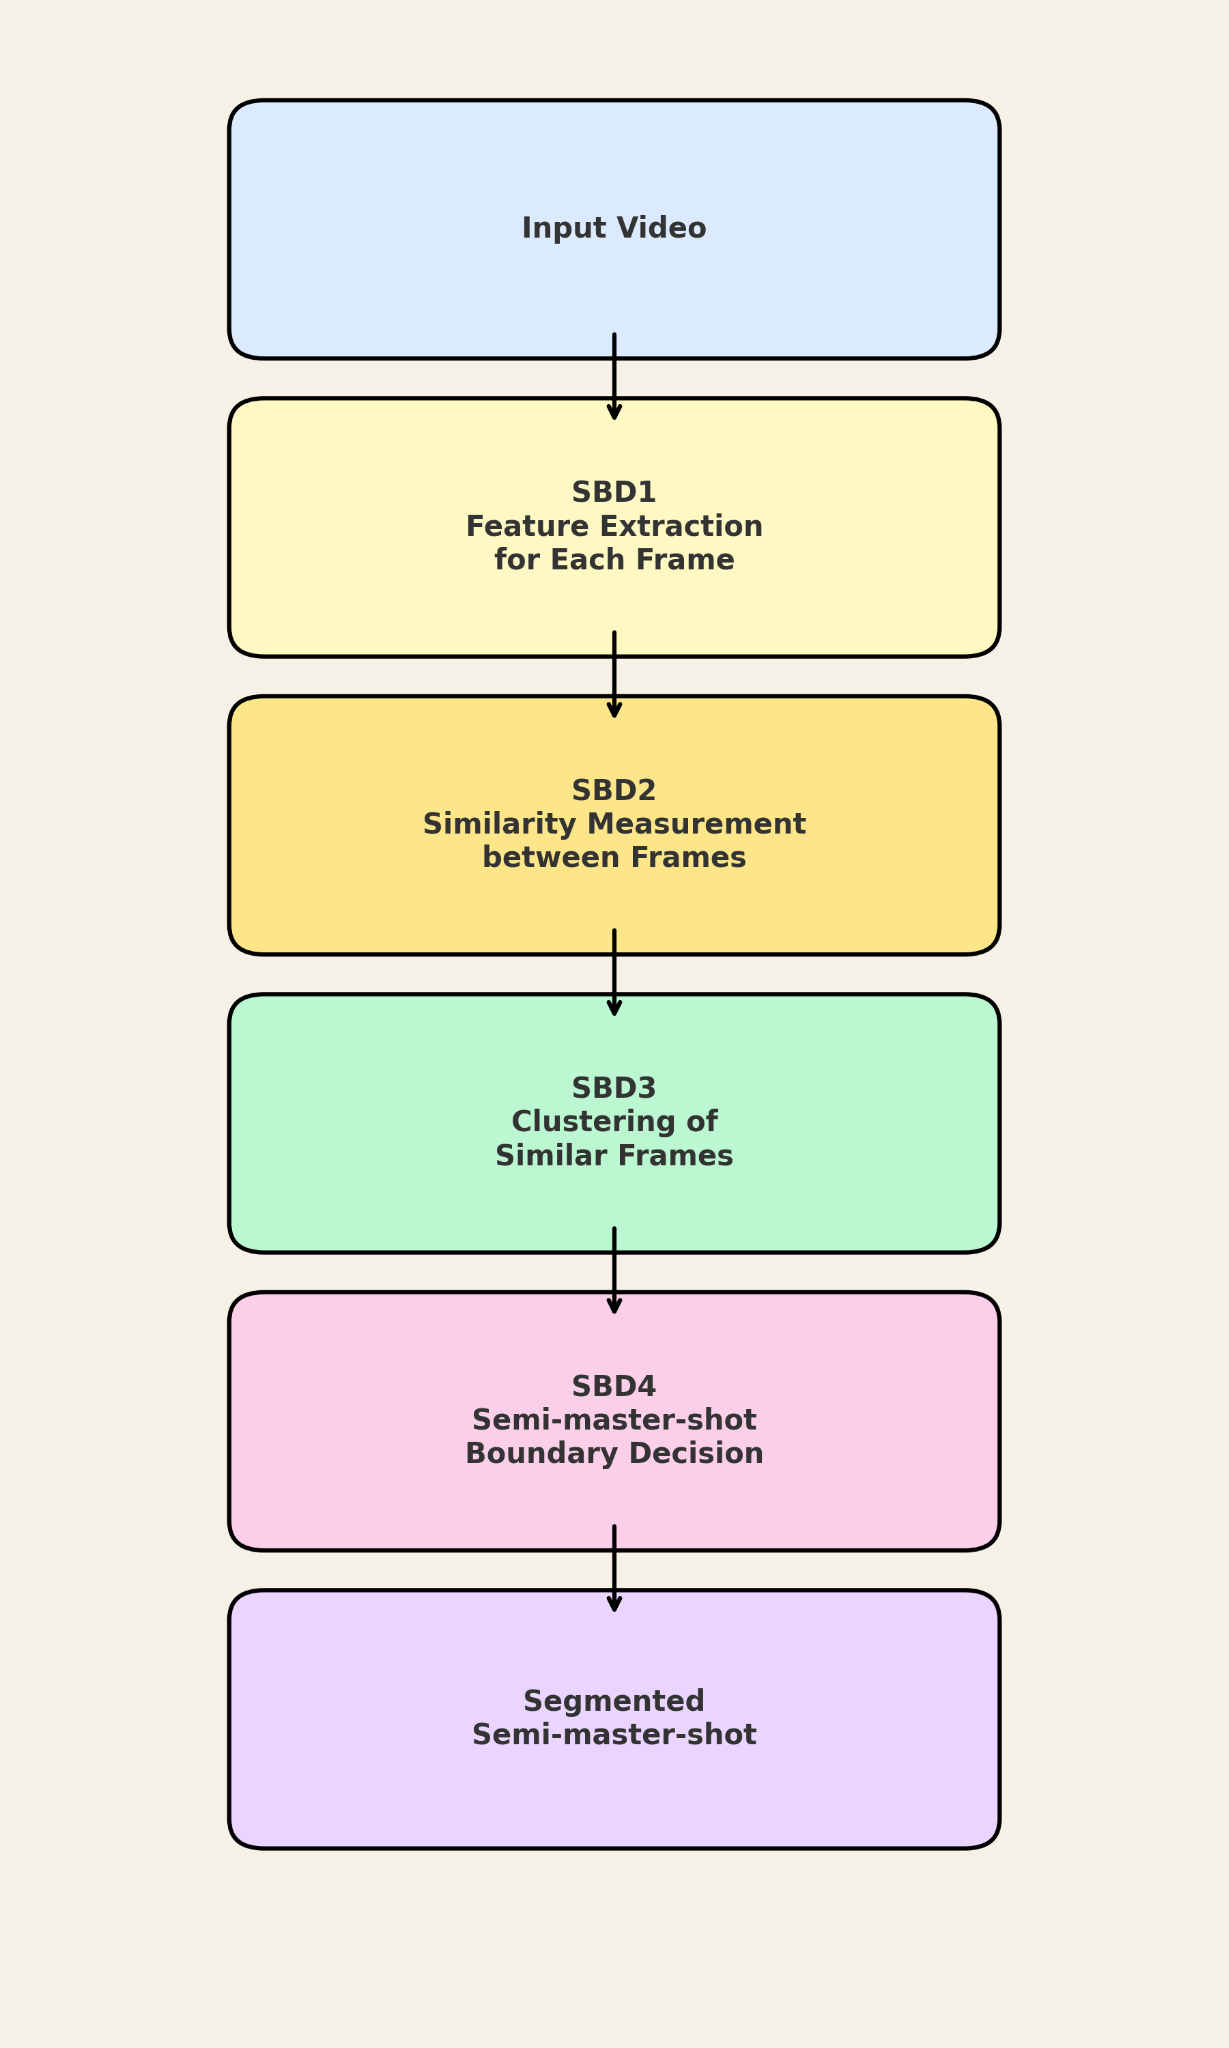 Input Video
SBD1
Feature Extraction
for Each Frame
SBD2
Similarity Measurement
between Frames
SBD3
Clustering of
Similar Frames
SBD4
Semi-master-shot
Boundary Decision
Segmented
Semi-master-shot